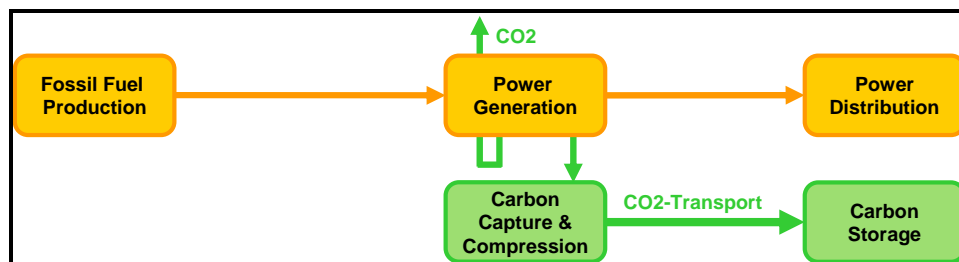 CO2
Fossil Fuel
Production
Power
Generation
Power
Distribution
Carbon
Capture &
Compression
CO2-Transport
Carbon
Storage